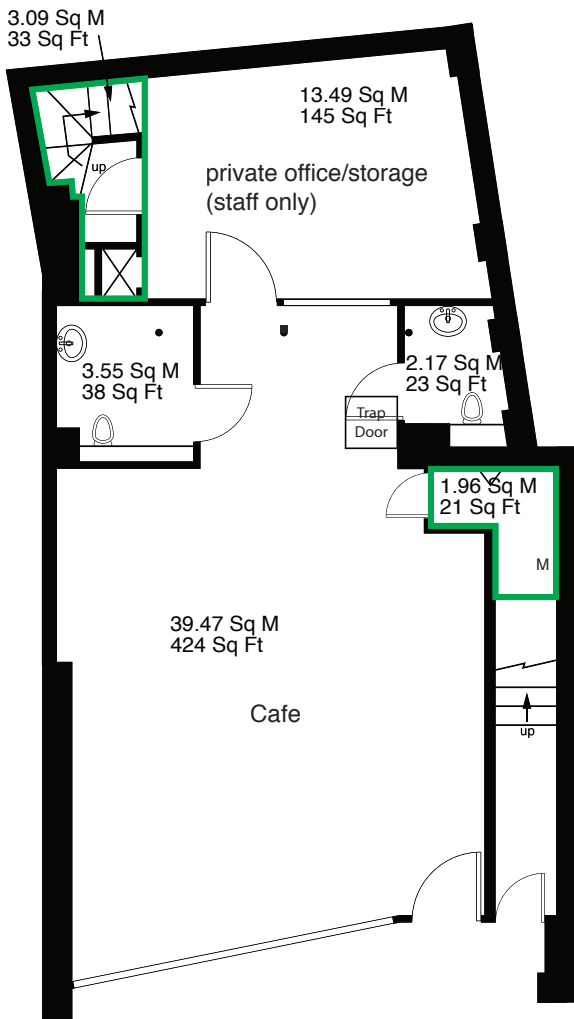 3.09 Sq M
33 Sq Ft
13.49 Sq M
145 Sq Ft
up
private office/storage
(staff only)
3.55 Sq M
38 Sq Ft
2.17 Sq M
23 Sq Ft
Trap
Door
1.96 Sq M
21 Sq Ft
M
39.47 Sq M
424 Sq Ft
Cafe
up